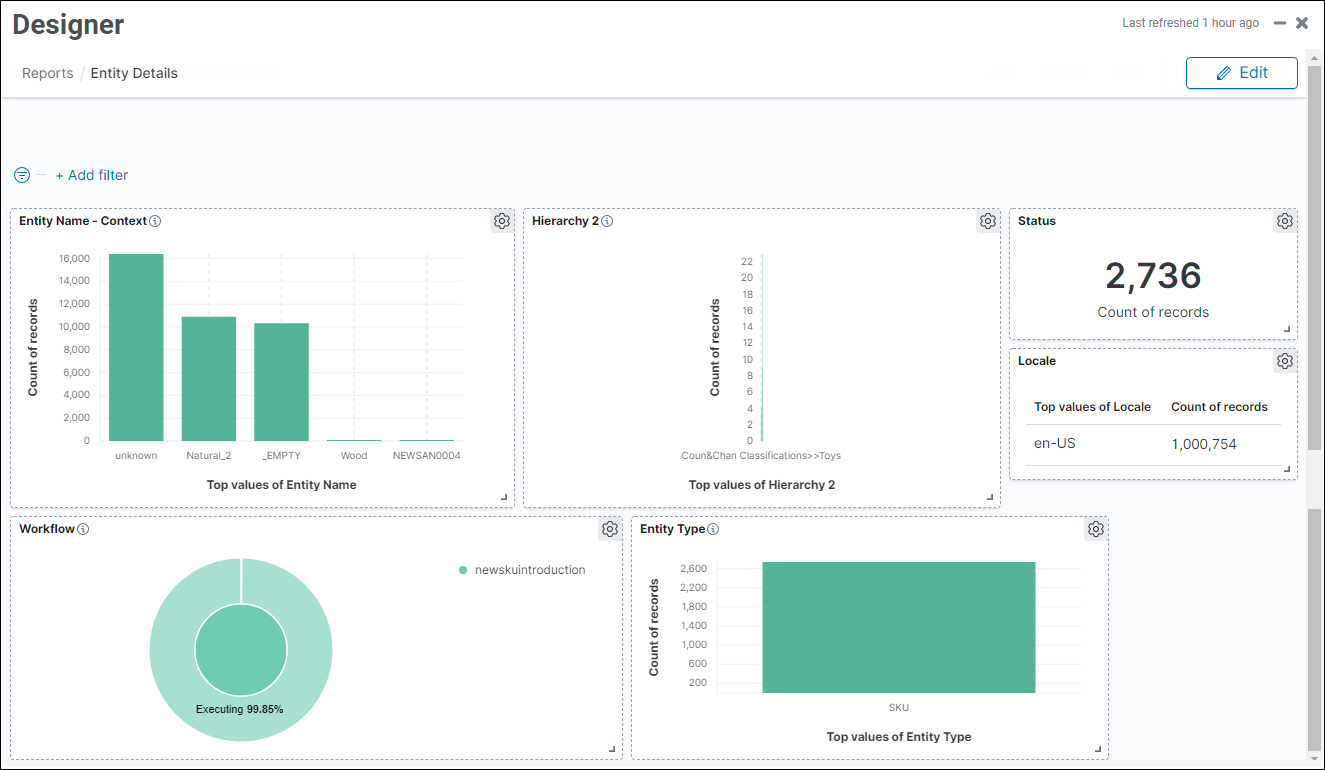 Designer
Last refreshed 1 hour ago
Reports / Entity Details
Edit
+ Add filter
Entity Name - Context
Count of records
16,000
14,000
12,000
10,000
8,000
6,000
4,000
2,000
0
unknown
Natural_2
_EMPTY
Wood
NEWSAN0004
Top values of Entity Name
Hierarchy 2
Count of records
22
20
18
16
14
12
10
8
6
4
2
0
Coun&Chan Classifications>>Toys
Top values of Hierarchy 2
Status
2,736
Count of records
Locale
Top values of Locale Count of records
en-US 1,000,754
Workflow
newskuintroduction
Executing 99.85%
Entity Type
Count of records
2,600
2,200
1,800
1,400
1,000
600
200
SKU
Top values of Entity Type